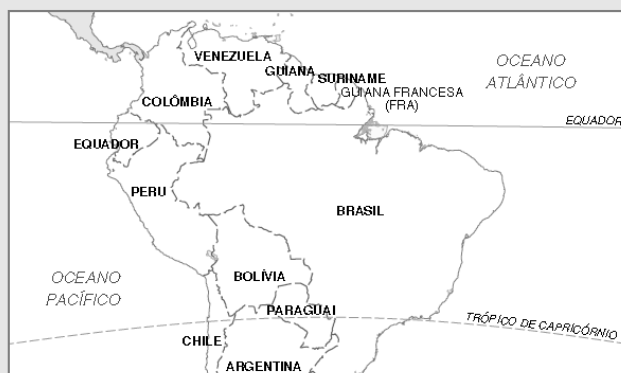 VENEZUELA
OCEANO
ATLÂNTICO
GUIANA
SURINAME
GUIANA FRANCESA
(FRA)
COLÔMBIA
EQUADOR
EQUADOR
PERU
BRASIL
OCEANO
PACÍFICO
BOLÍVIA
PARAGUAI
TRÓPICO DE CAPRICÓRNIO
CHILE
ARGENTINA